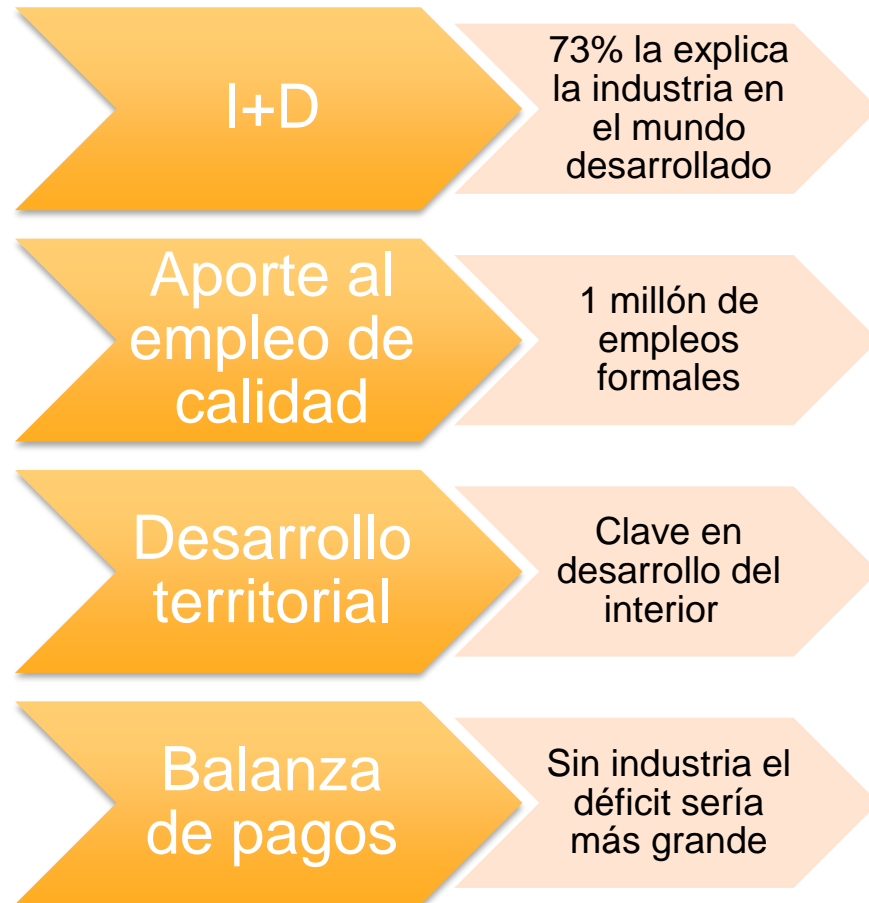 I+D
73% la explica
la industria en
el mundo
desarrollado
Aporte al
empleo de
calidad
1 millón de
empleos
formales
Desarrollo
territorial
Clave en
desarrollo del
interior
Balanza
de pagos
Sin industria el
déficit sería
más grande